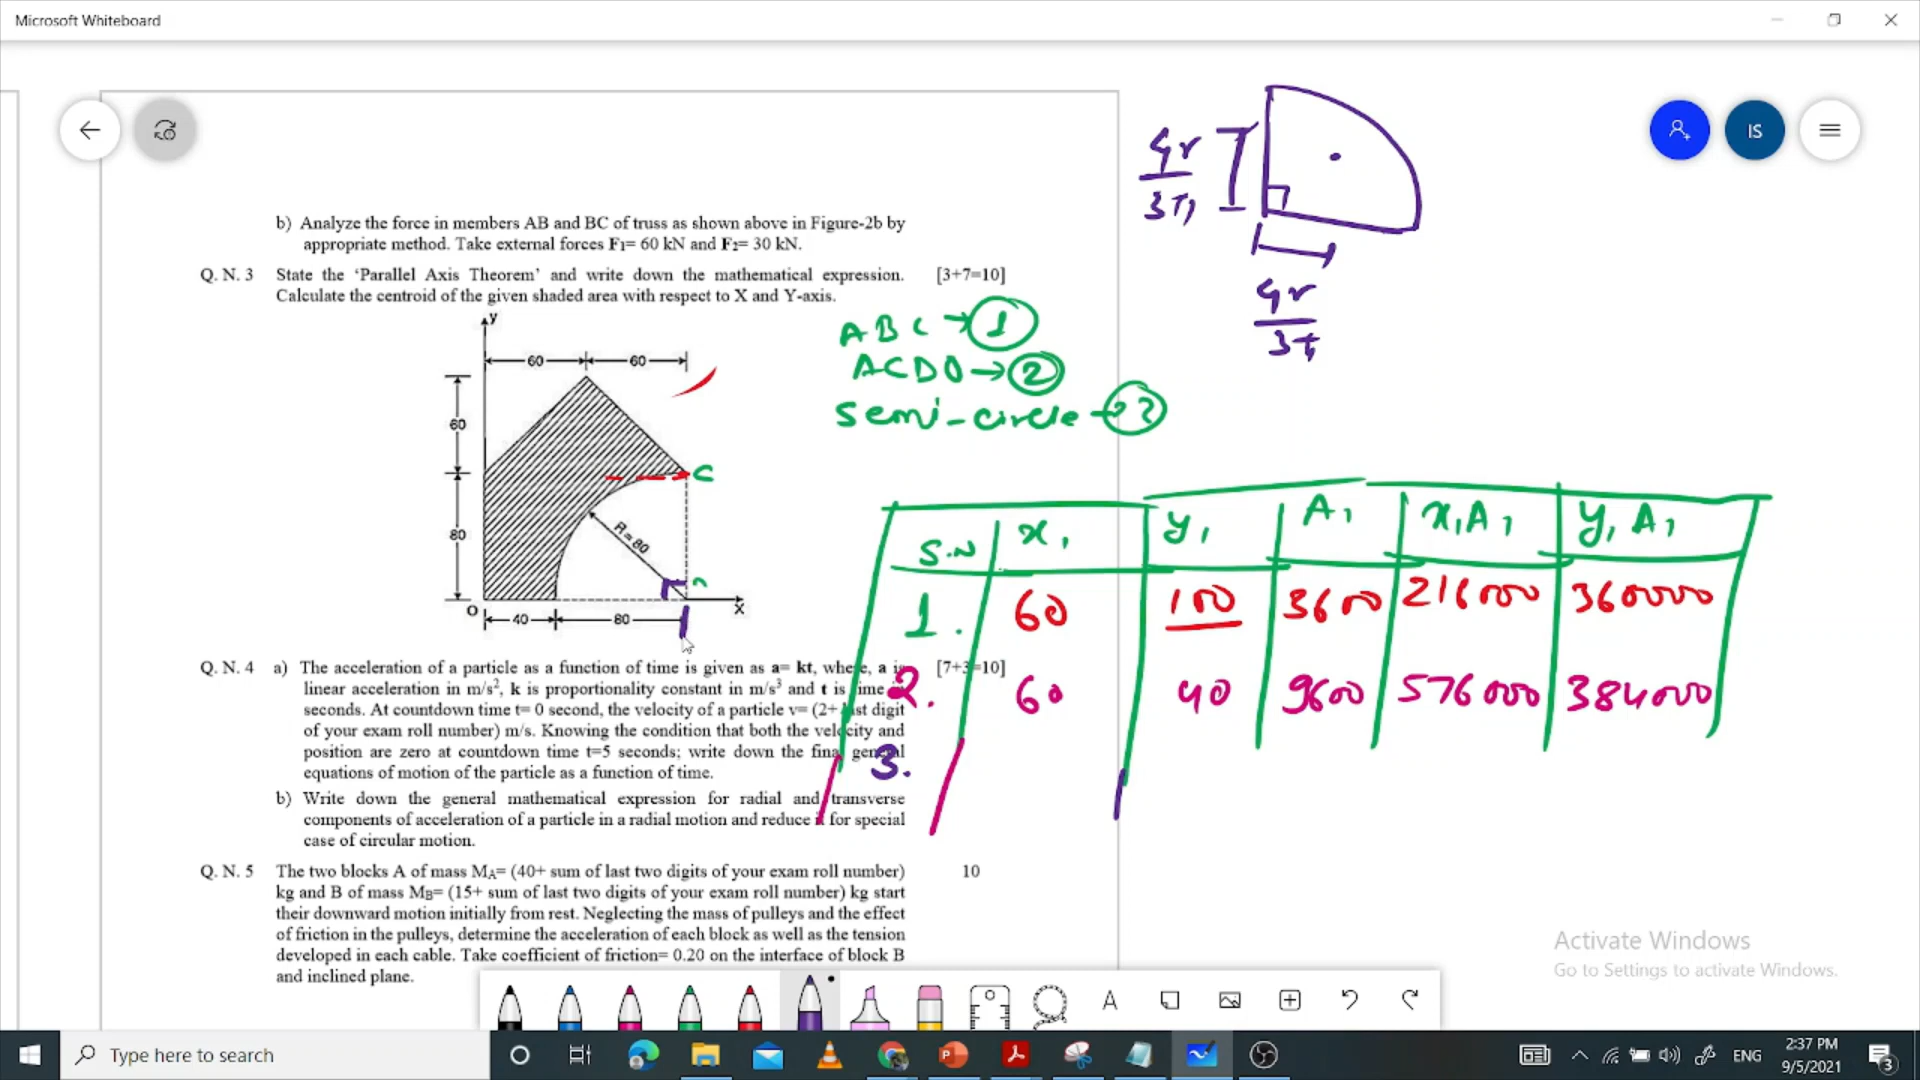 Microsoft Whiteboard
IS
b) Analyze the force in members AB and BC of truss as shown above in Figure-2b by
appropriate method. Take external forces F1= 60 kN and F2= 30 kN.
Q. N. 3 State the ‘Parallel Axis Theorem’ and write down the mathematical expression. [3+7=10]
Calculate the centroid of the given shaded area with respect to X and Y-axis.
y
60 60
60
80
R = 80
C
O
X
40 80
4r
3π
4r
3π
ABC → 1
ACDO → 2
Semi-circle → 3
S.N x1 y1 A1 x1A1 y1A1
1. 60 100 3600 216000 360000
2. 60 40 9600 576000 384000
3.
Q. N. 4 a) The acceleration of a particle as a function of time is given as a= kt, where, a is [7+3=10]
linear acceleration in m/s², k is proportionality constant in m/s³ and t is time
seconds. At countdown time t= 0 second, the velocity of a particle v= (2+ last digit
of your exam roll number) m/s. Knowing the condition that both the velocity and
position are zero at countdown time t=5 seconds; write down the final general
equations of motion of the particle as a function of time.
b) Write down the general mathematical expression for radial and transverse
components of acceleration of a particle in a radial motion and reduce it for special
case of circular motion.
Q. N. 5 The two blocks A of mass MA= (40+ sum of last two digits of your exam roll number) 10
kg and B of mass MB= (15+ sum of last two digits of your exam roll number) kg start
their downward motion initially from rest. Neglecting the mass of pulleys and the effect
of friction in the pulleys, determine the acceleration of each block as well as the tension
developed in each cable. Take coefficient of friction= 0.20 on the interface of block B
and inclined plane.
Activate Windows
Go to Settings to activate Windows.
Type here to search
ENG
2:37 PM
9/5/2021
3